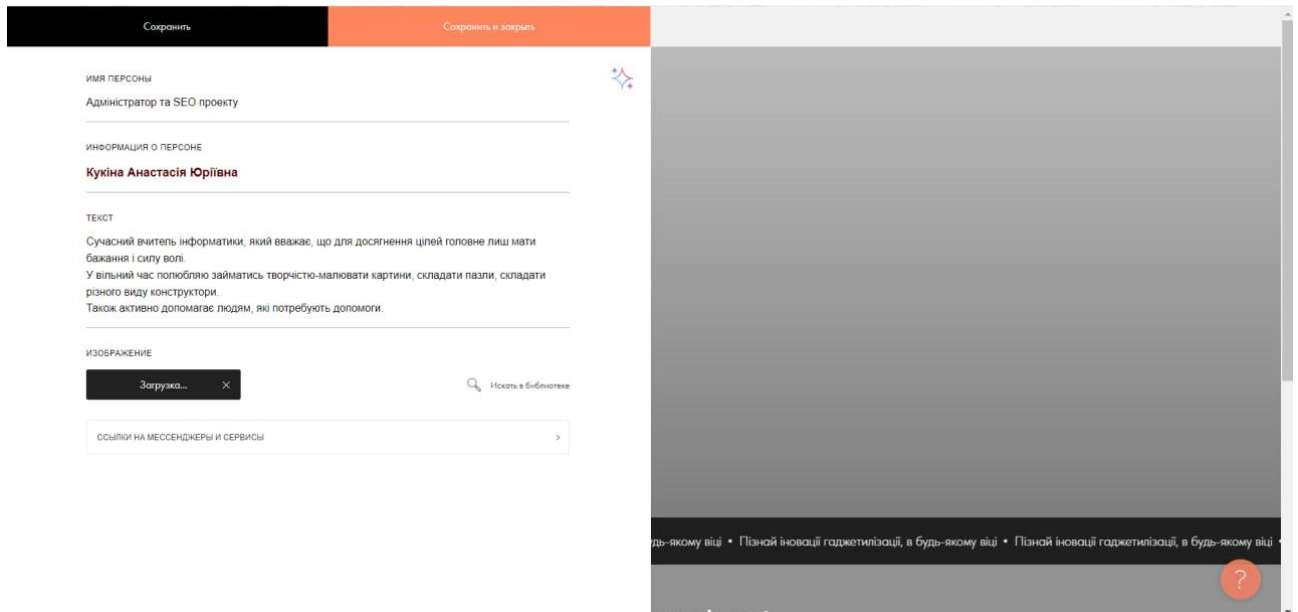 Сохранить
Сохранить и закрыть
ИМЯ ПЕРСОНЫ
Адміністратор та SEO проекту
ИНФОРМАЦИЯ О ПЕРСОНЕ
Кукіна Анастасія Юріївна
ТЕКСТ
Сучасний вчитель інформатики, який вважає, що для досягнення цілей головне лиш мати
бажання і силу волі.
У вільний час полюбляю займатись творчістю-малювати картини, складати пазли, складати
різного виду конструктори.
Також активно допомагає людям, які потребують допомоги.
ИЗОБРАЖЕНИЕ
Загрузка...
Искать в библиотеке
ССЫЛКИ НА МЕССЕНДЖЕРЫ И СЕРВИСЫ
дь-якому віці • Пізнай іновації гаджетилізації, в будь-якому віці • Пізнай іновації гаджетилізації, в будь-якому віці •
?